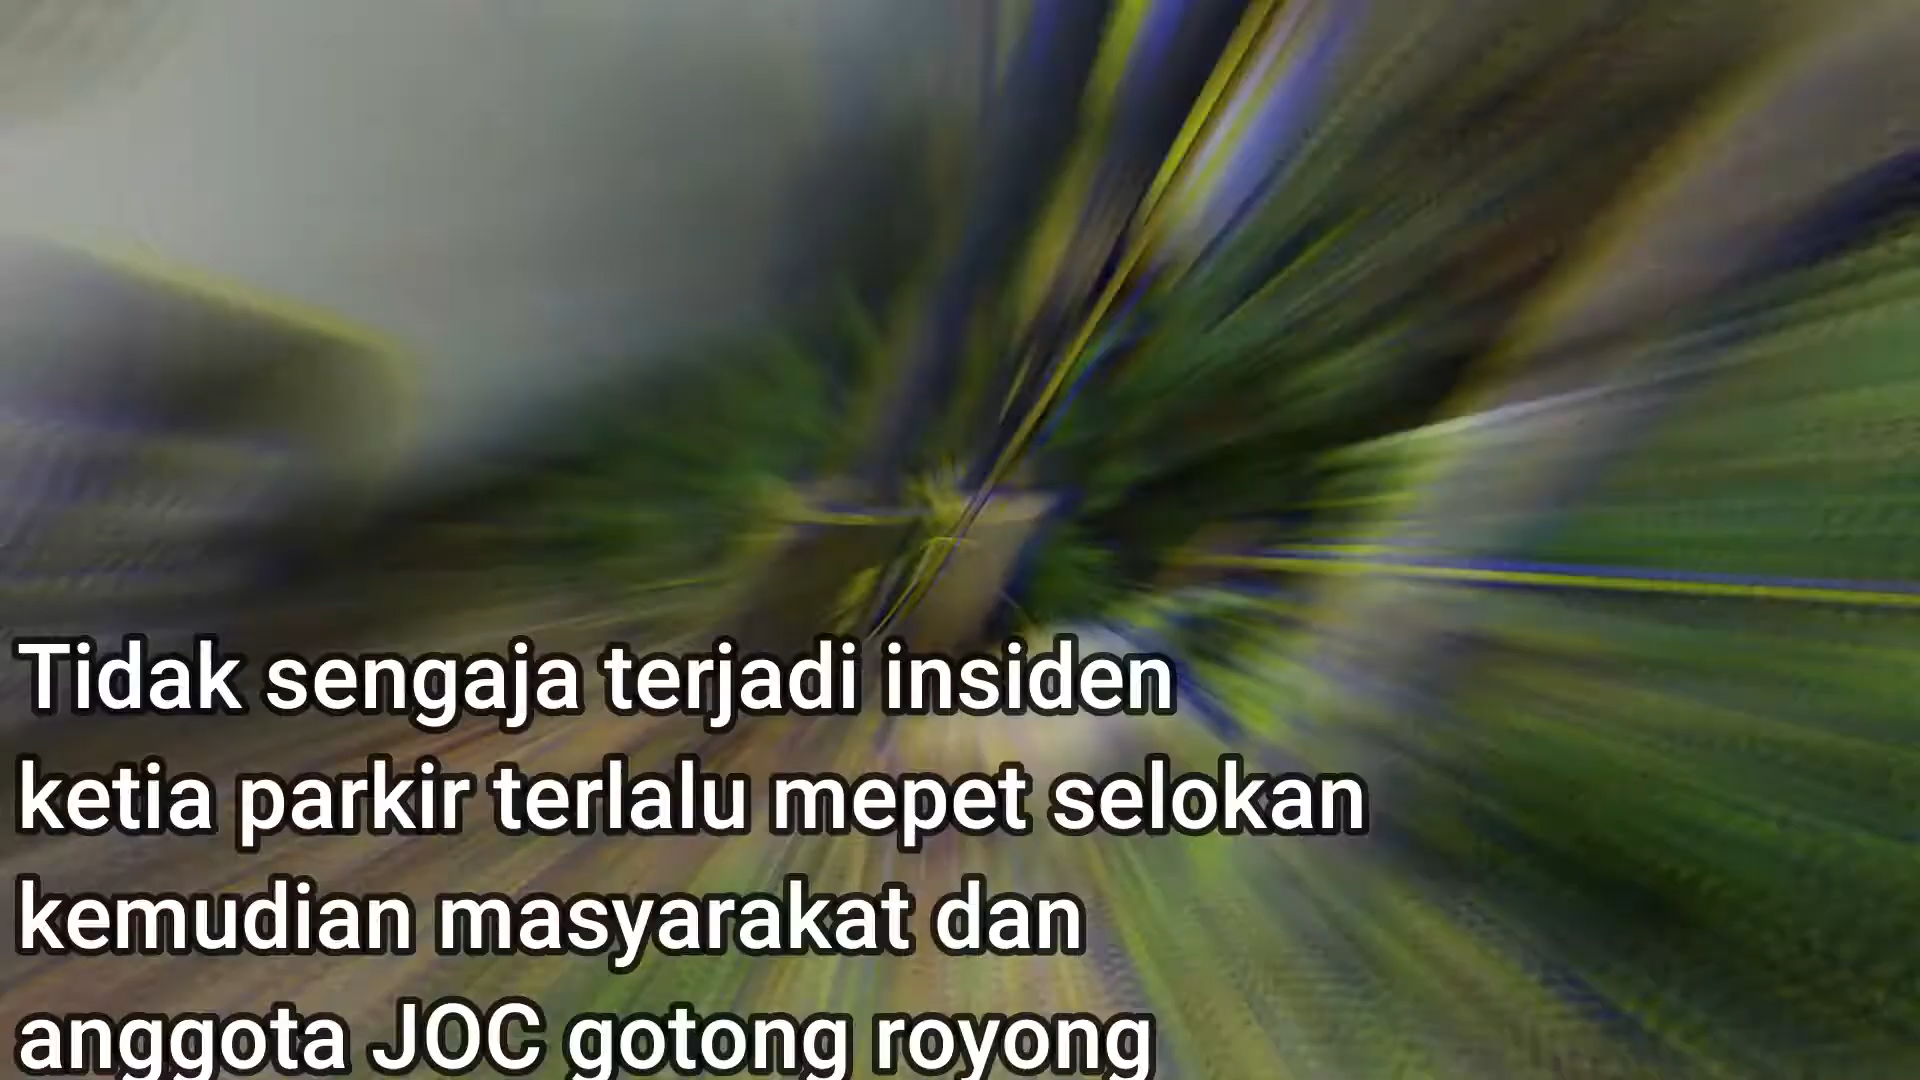 Tidak sengaja terjadi insiden
ketia parkir terlalu mepet selokan
kemudian masyarakat dan
anggota JOC gotong royong